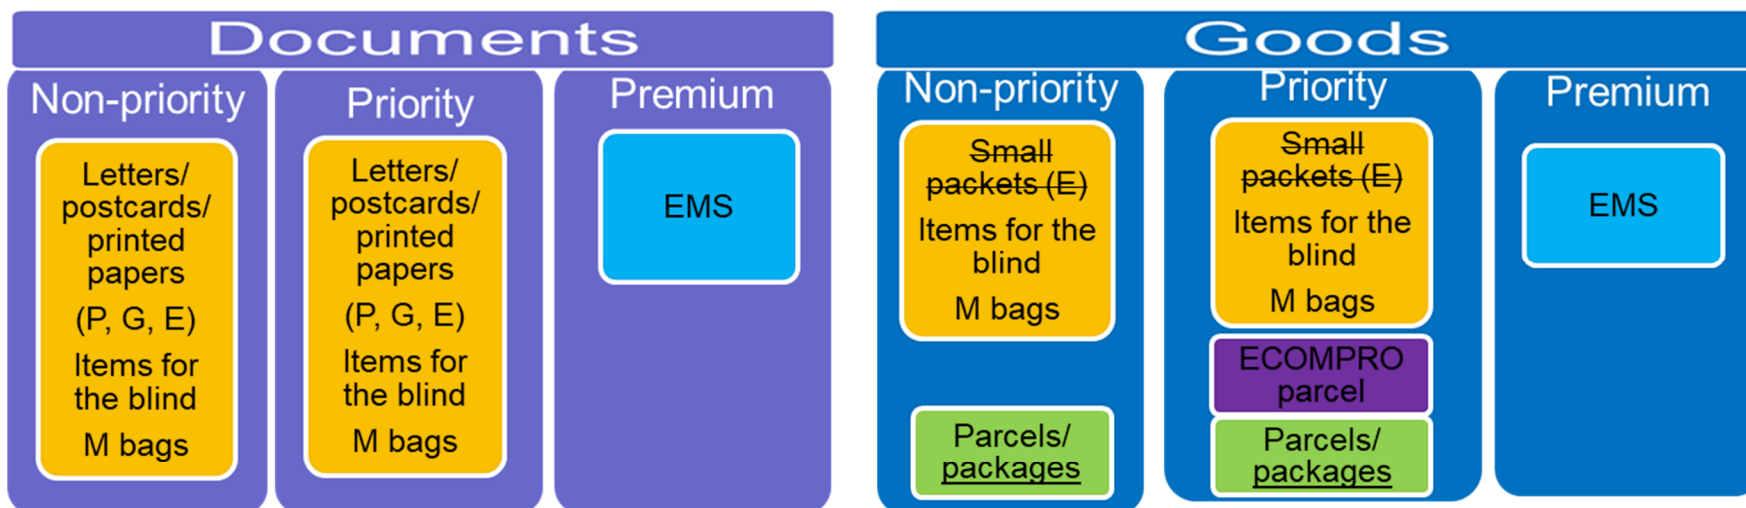 Documents
Non-priority
Letters/
postcards/
printed
papers
(P, G, E)
Items for
the blind
M bags
Priority
Letters/
postcards/
printed
papers
(P, G, E)
Items for
the blind
M bags
Premium
EMS
Goods
Non-priority
Small
packets (E)
Items for the
blind
M bags
Parcels/
packages
Priority
Small
packets (E)
Items for the
blind
M bags
ECOMPRO
parcel
Parcels/
packages
Premium
EMS